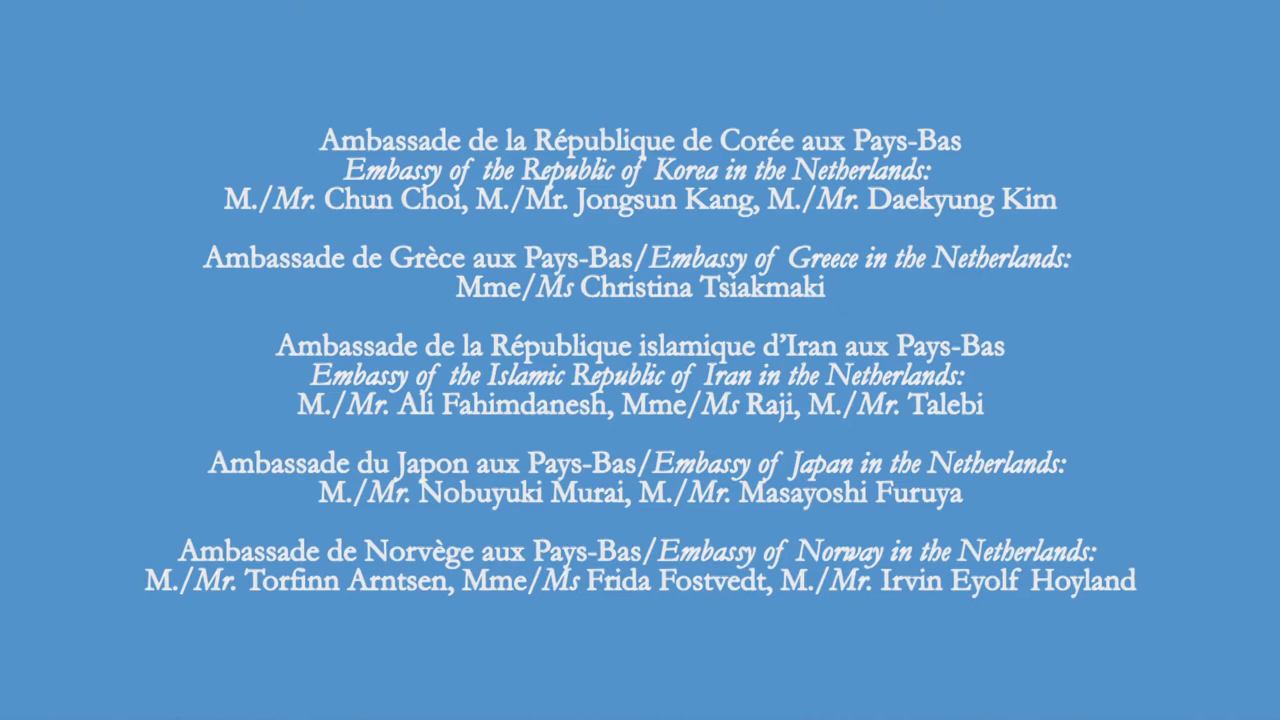 Ambassade de la République de Corée aux Pays-Bas
Embassy of the Republic of Korea in the Netherlands:
M./Mr. Chun Choi, M./Mr. Jongsun Kang, M./Mr. Daekyung Kim
Ambassade de Grèce aux Pays-Bas/Embassy of Greece in the Netherlands:
Mme/Ms Christina Tsiakmaki
Ambassade de la République islamique d’Iran aux Pays-Bas
Embassy of the Islamic Republic of Iran in the Netherlands:
M./Mr. Ali Fahimdanesh, Mme/Ms Raji, M./Mr. Talebi
Ambassade du Japon aux Pays-Bas/Embassy of Japan in the Netherlands:
M./Mr. Nobuyuki Murai, M./Mr. Masayoshi Furuya
Ambassade de Norvège aux Pays-Bas/Embassy of Norway in the Netherlands:
M./Mr. Torfinn Arntsen, Mme/Ms Frida Fostvedt, M./Mr. Irvin Eyolf Hoyland